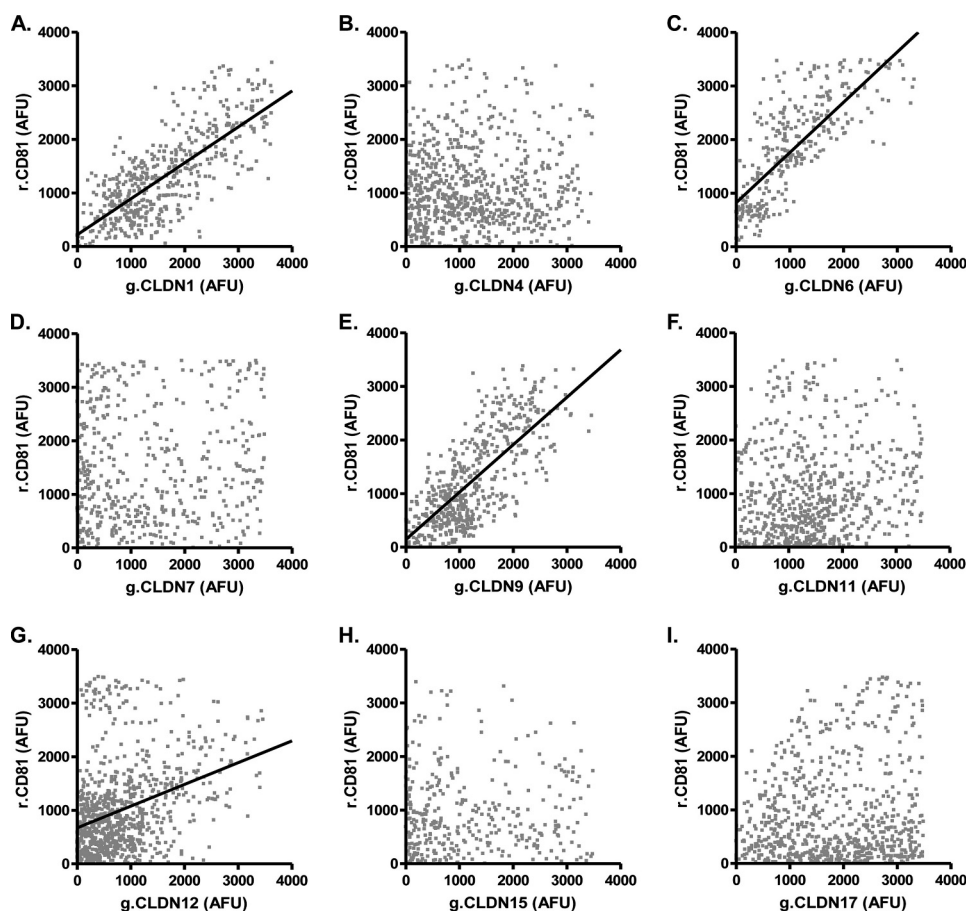 A.
B.
C.
4000
3000
2000
1000
0
r.CD81 (AFU)
0 1000 2000 3000 4000
g.CLDN1 (AFU)
4000
3000
2000
1000
0
r.CD81 (AFU)
0 1000 2000 3000 4000
g.CLDN4 (AFU)
4000
3000
2000
1000
0
r.CD81 (AFU)
0 1000 2000 3000 4000
g.CLDN6 (AFU)
D.
E.
F.
4000
3000
2000
1000
0
r.CD81 (AFU)
0 1000 2000 3000 4000
g.CLDN7 (AFU)
4000
3000
2000
1000
0
r.CD81 (AFU)
0 1000 2000 3000 4000
g.CLDN9 (AFU)
4000
3000
2000
1000
0
r.CD81 (AFU)
0 1000 2000 3000 4000
g.CLDN11 (AFU)
G.
H.
I.
4000
3000
2000
1000
0
r.CD81 (AFU)
0 1000 2000 3000 4000
g.CLDN12 (AFU)
4000
3000
2000
1000
0
r.CD81 (AFU)
0 1000 2000 3000 4000
g.CLDN15 (AFU)
4000
3000
2000
1000
0
r.CD81 (AFU)
0 1000 2000 3000 4000
g.CLDN17 (AFU)